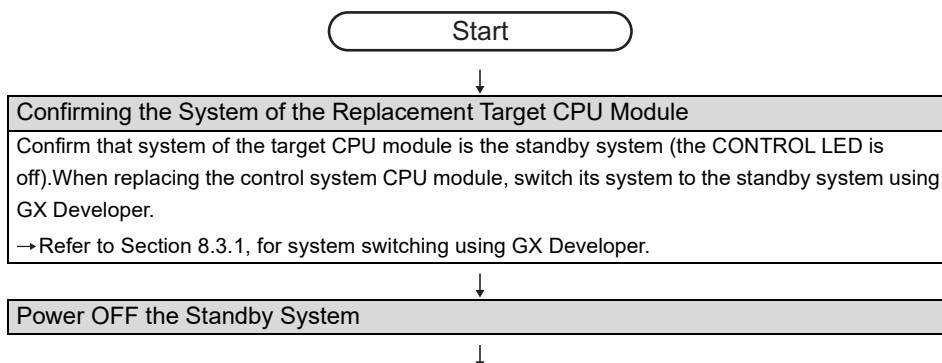 Start
Confirming the System of the Replacement Target CPU Module
Confirm that system of the target CPU module is the standby system (the CONTROL LED is
off).When replacing the control system CPU module, switch its system to the standby system using
GX Developer.
→Refer to Section 8.3.1, for system switching using GX Developer.
Power OFF the Standby System